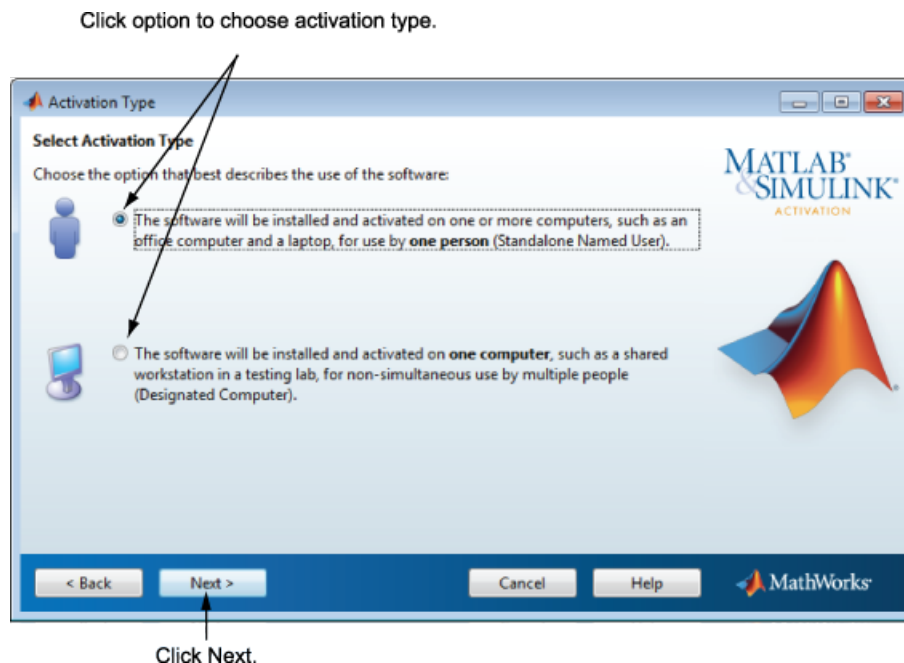 Click option to choose activation type.
Activation Type
Select Activation Type
Choose the option that best describes the use of the software:
MATLAB®
&SIMULINK®
ACTIVATION
The software will be installed and activated on one or more computers, such as an
office computer and a laptop, for use by one person (Standalone Named User).
The software will be installed and activated on one computer, such as a shared
workstation in a testing lab, for non-simultaneous use by multiple people
(Designated Computer).
< Back
Next >
Cancel
Help
MathWorks®
Click Next.